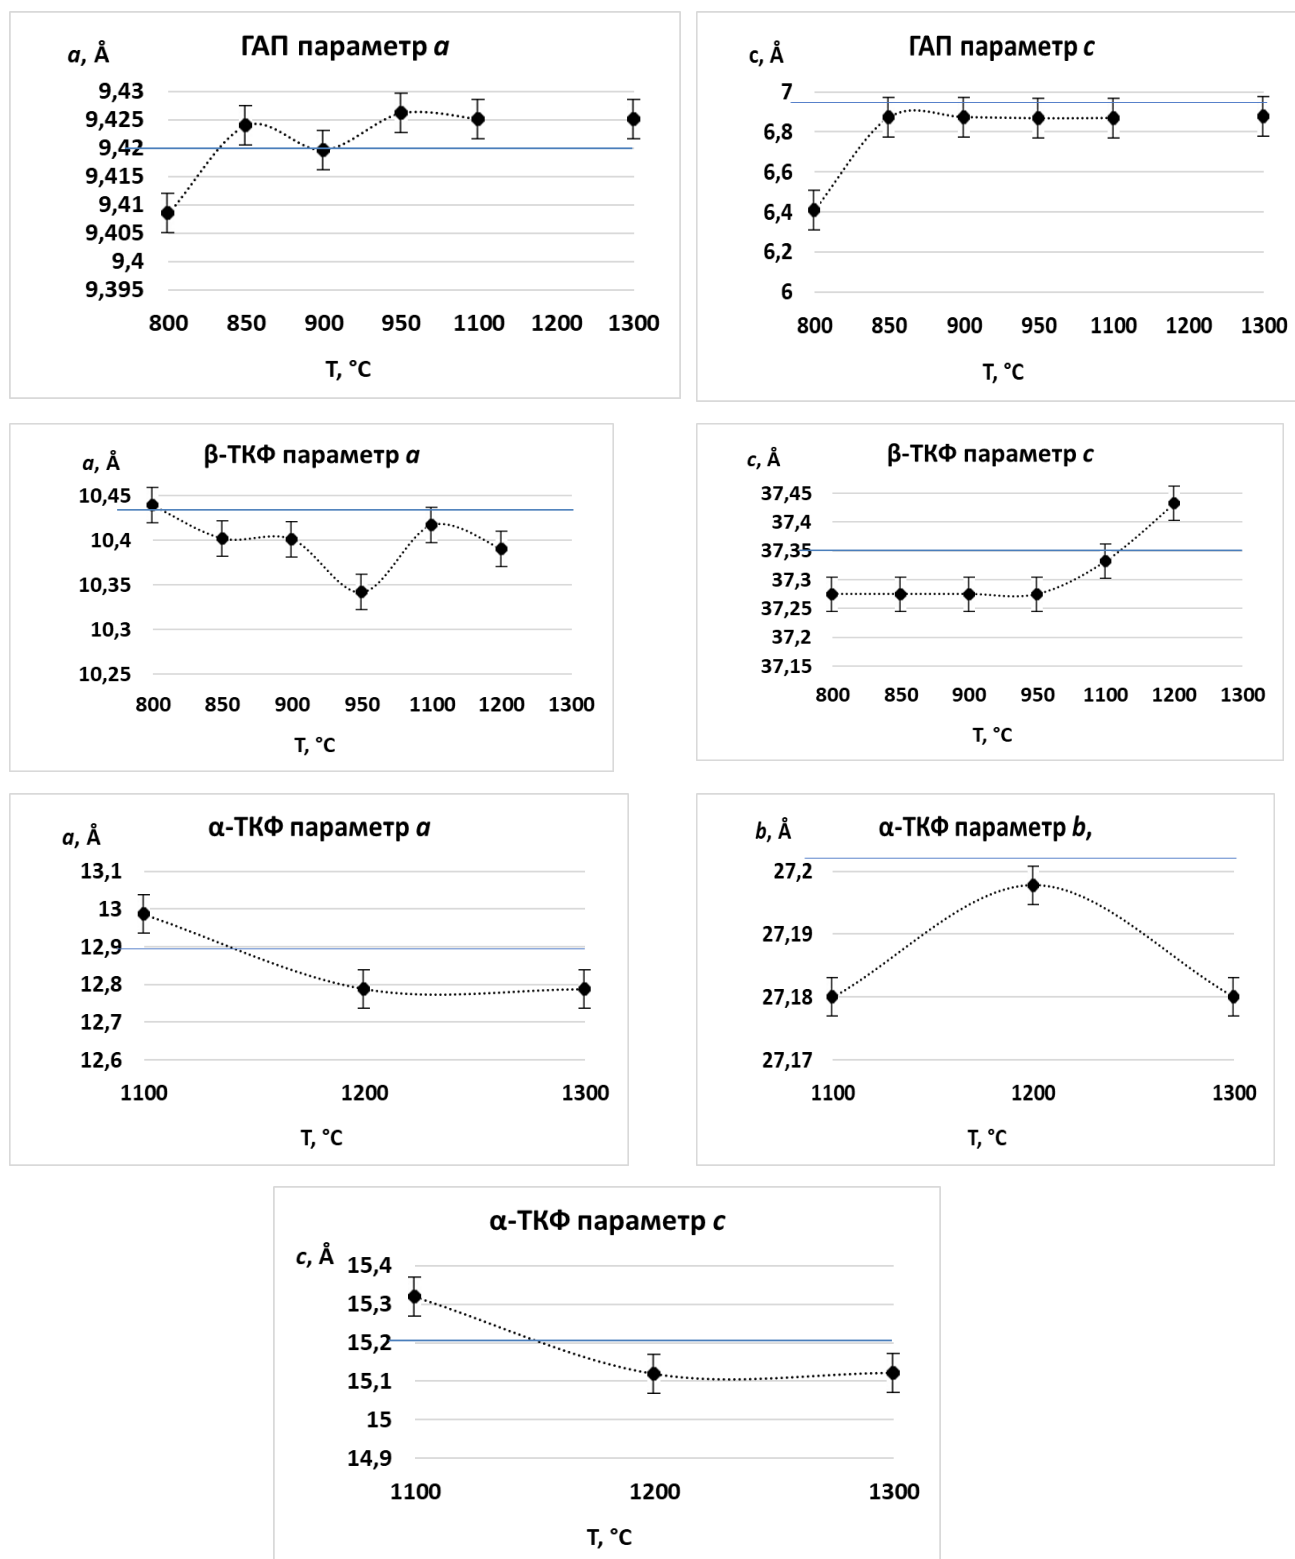 ГАП параметр a
a, Å
9,43
9,425
9,42
9,415
9,41
9,405
9,4
9,395
800 850 900 950 1100 1200 1300
T, °C
ГАП параметр c
c, Å
7
6,8
6,6
6,4
6,2
6
800 850 900 950 1100 1200 1300
T, °C
β-ТКФ параметр a
a, Å
10,45
10,4
10,35
10,3
10,25
800 850 900 950 1100 1200 1300
T, °C
β-ТКФ параметр c
c, Å
37,45
37,4
37,35
37,3
37,25
37,2
37,15
800 850 900 950 1100 1200 1300
T, °C
α-ТКФ параметр a
a, Å
13,1
13
12,9
12,8
12,7
12,6
1100 1200 1300
T, °C
α-ТКФ параметр b,
b, Å
27,2
27,19
27,18
27,17
1100 1200 1300
T, °C
α-ТКФ параметр c
c, Å
15,4
15,3
15,2
15,1
15
14,9
1100 1200 1300
T, °C